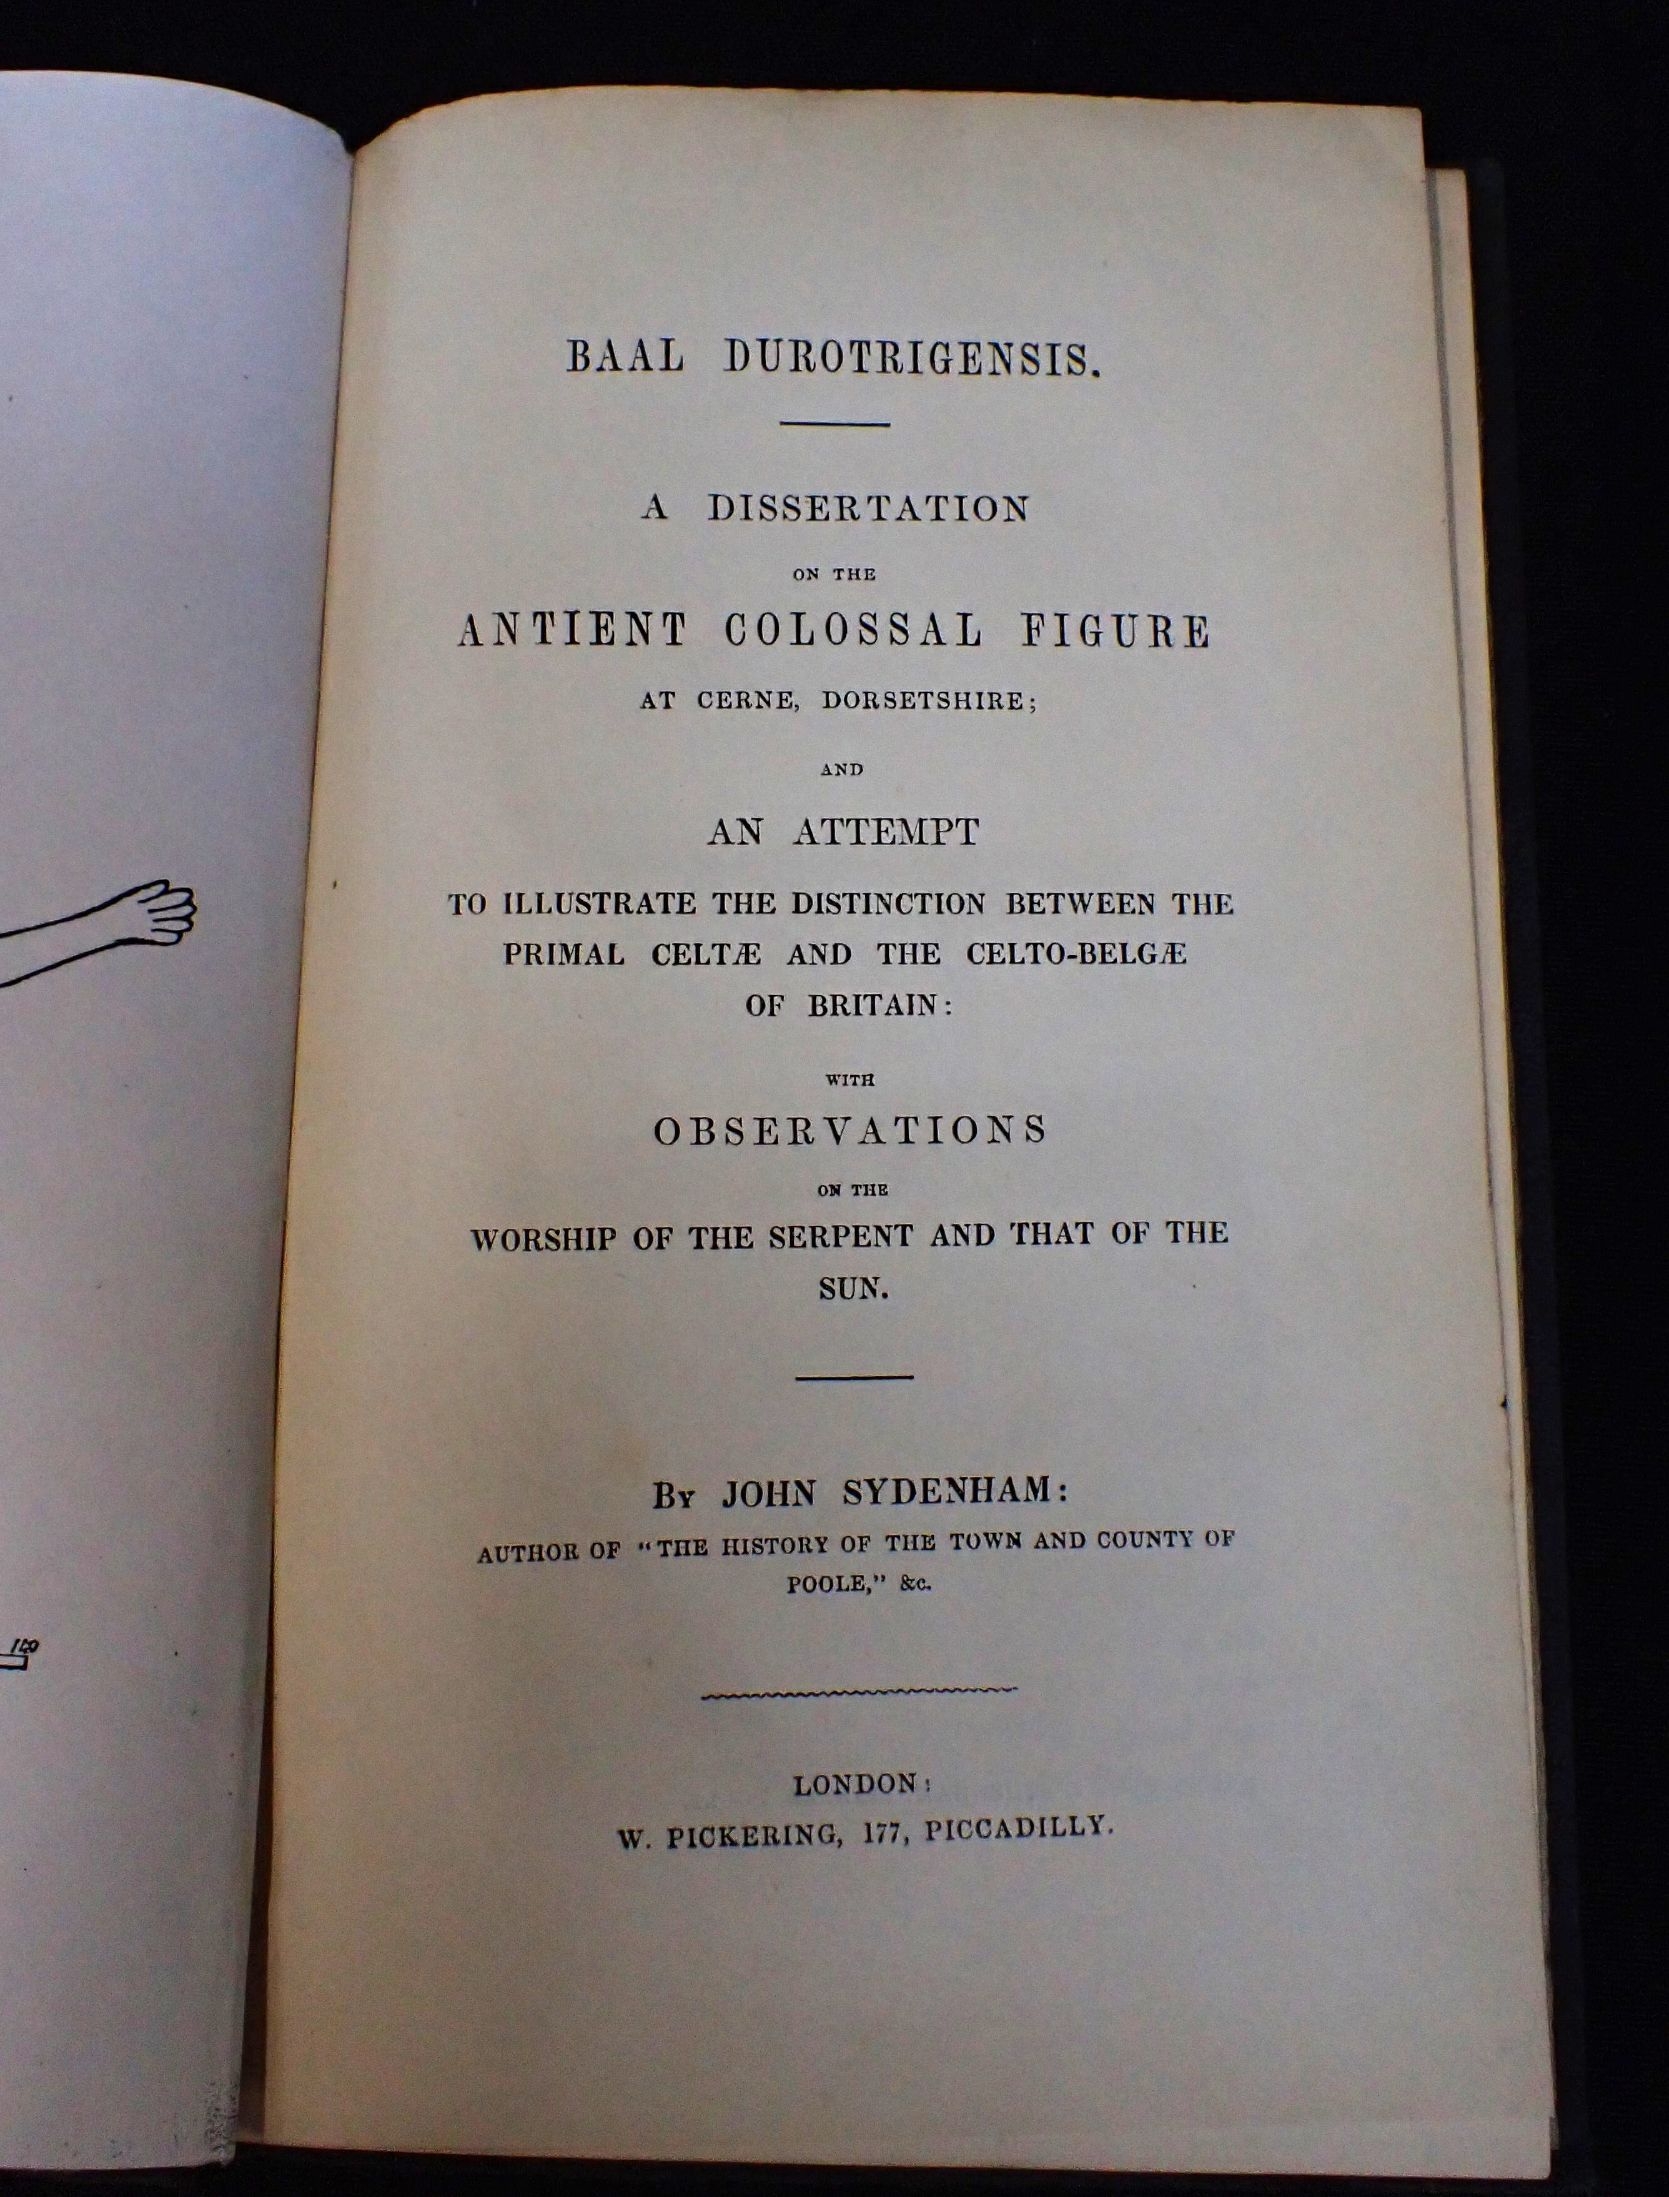 BAAL DUROTRIGENSIS.
A DISSERTATION
ON THE
ANTIENT COLOSSAL FIGURE
AT CERNE, DORSETSHIRE;
AND
AN ATTEMPT
TO ILLUSTRATE THE DISTINCTION BETWEEN THE
PRIMAL CELTÆ AND THE CELTO-BELGÆ
OF BRITAIN:
WITH
OBSERVATIONS
ON THE
WORSHIP OF THE SERPENT AND THAT OF THE
SUN.
By JOHN SYDENHAM:
AUTHOR OF "THE HISTORY OF THE TOWN AND COUNTY OF
POOLE," &c.
LONDON:
W. PICKERING, 177, PICCADILLY.